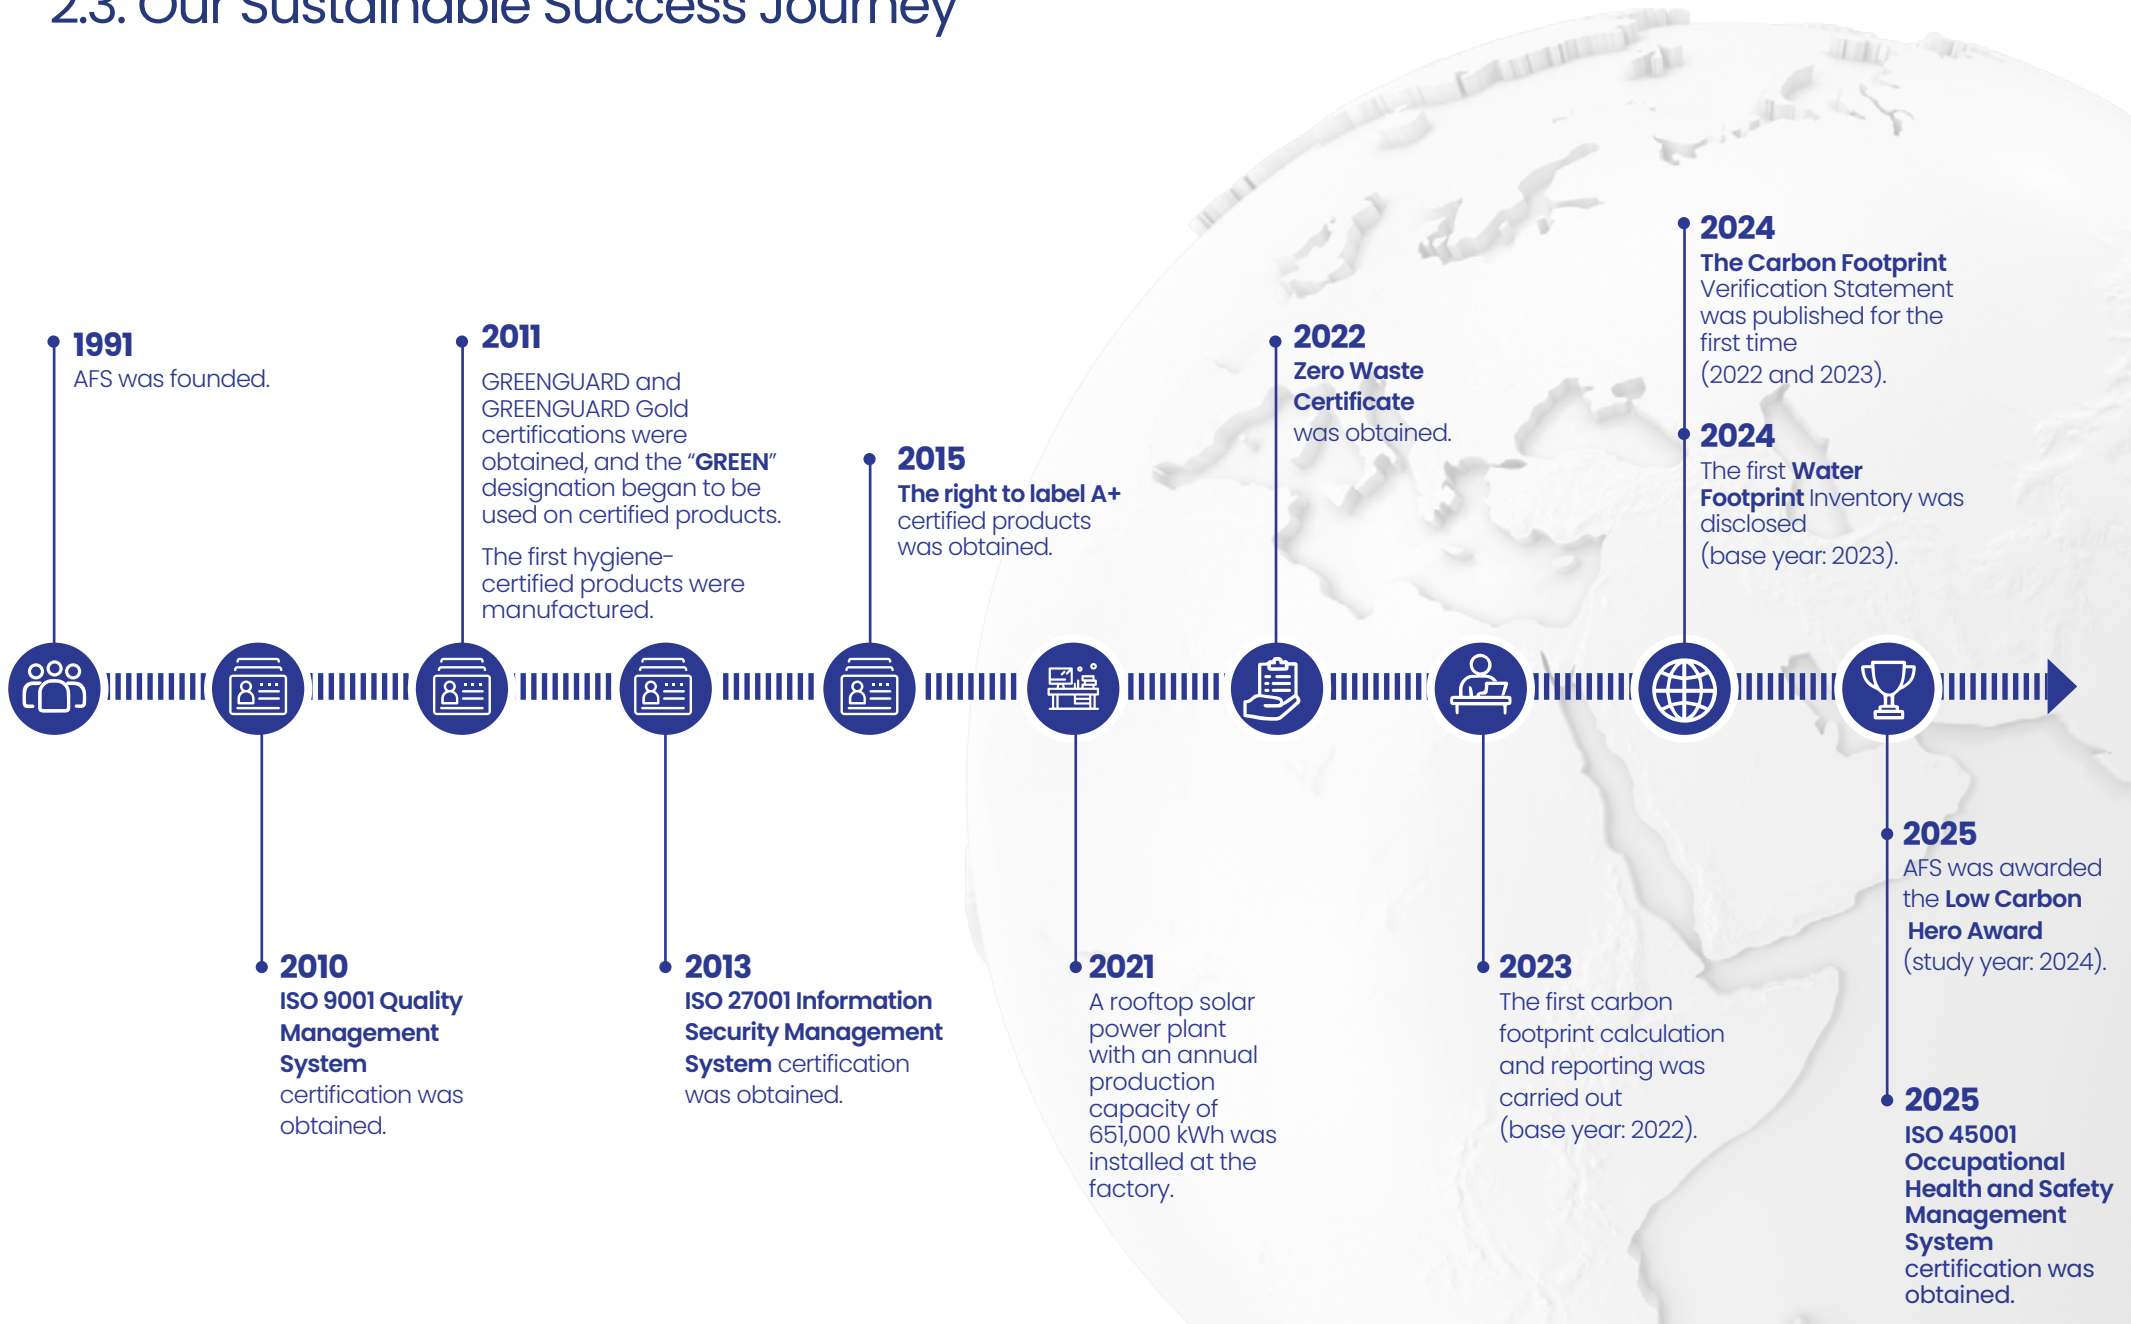 2.3. Our Sustainable Success Journey
1991
AFS was founded.
2010
ISO 9001 Quality
Management
System
certification was
obtained.
2011
GREENGUARD and
GREENGUARD Gold
certifications were
obtained, and the “GREEN”
designation began to be
used on certified products.
The first hygiene-
certified products were
manufactured.
2013
ISO 27001 Information
Security Management
System certification
was obtained.
2015
The right to label A+
certified products
was obtained.
2021
A rooftop solar
power plant
with an annual
production
capacity of
651,000 kWh was
installed at the
factory.
2022
Zero Waste
Certificate
was obtained.
2023
The first carbon
footprint calculation
and reporting was
carried out
(base year: 2022).
2024
The Carbon Footprint
Verification Statement
was published for the
first time
(2022 and 2023).
2024
The first Water
Footprint Inventory was
disclosed
(base year: 2023).
2025
AFS was awarded
the Low Carbon
Hero Award
(study year: 2024).
2025
ISO 45001
Occupational
Health and Safety
Management
System
certification was
obtained.